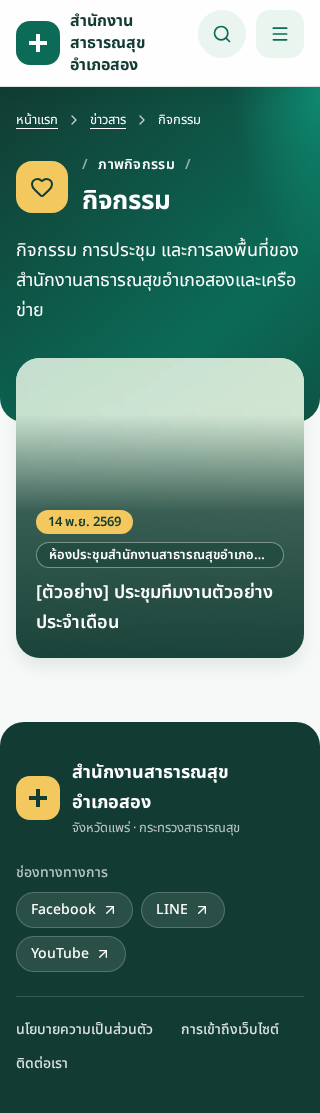 สำนักงาน
สาธารณสุข
อำเภอสอง
หน้าแรก > ข่าวสาร > กิจกรรม
/ ภาพกิจกรรม /
กิจกรรม
กิจกรรม การประชุม และการลงพื้นที่ของ
สำนักงานสาธารณสุขอำเภอสองและเครือ
ข่าย
14 พ.ย. 2569
ห้องประชุมสำนักงานสาธารณสุขอำเภอ...
[ตัวอย่าง] ประชุมทีมงานตัวอย่าง
ประจำเดือน
สำนักงานสาธารณสุข
อำเภอสอง
จังหวัดแพร่ · กระทรวงสาธารณสุข
ช่องทางทางการ
Facebook
LINE
YouTube
นโยบายความเป็นส่วนตัว การเข้าถึงเว็บไซต์
ติดต่อเรา